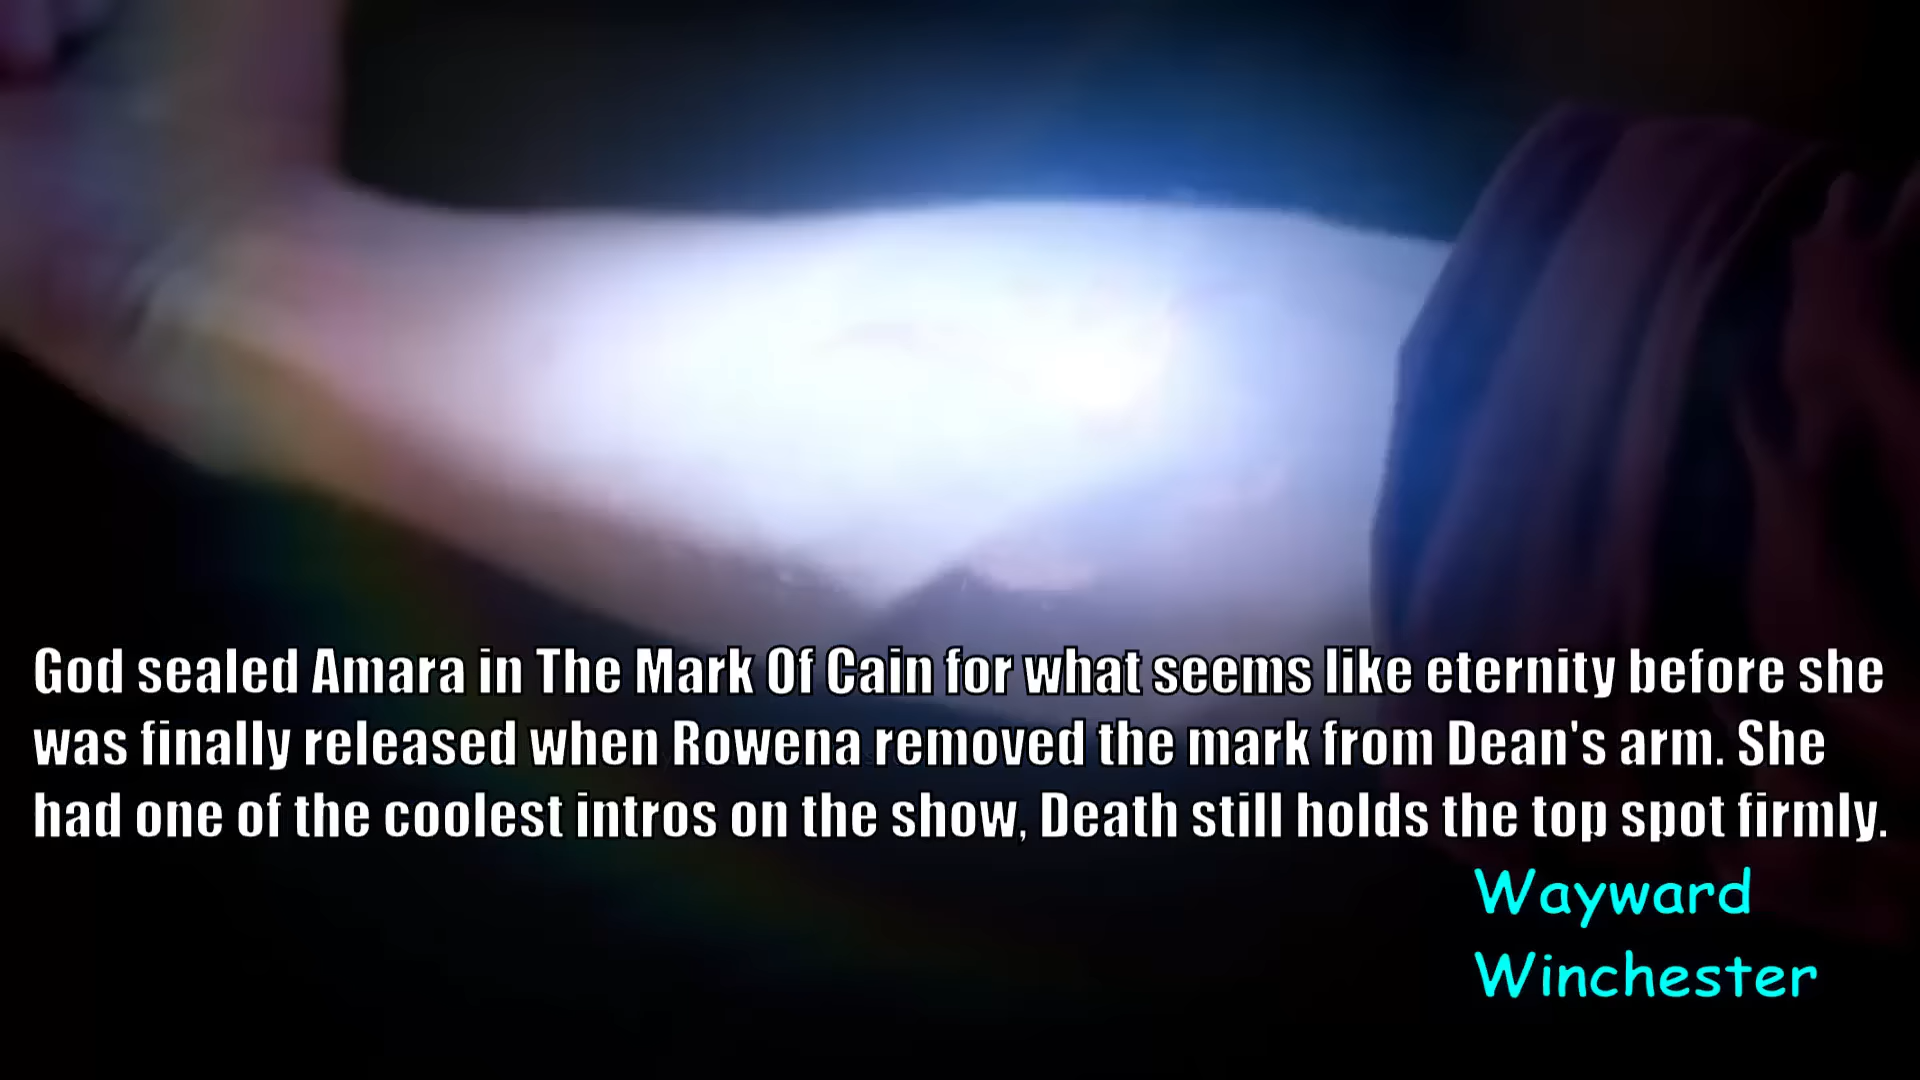 God sealed Amara in The Mark Of Cain for what seems like eternity before she
was finally released when Rowena removed the mark from Dean's arm. She
had one of the coolest intros on the show, Death still holds the top spot firmly.
Wayward
Winchester